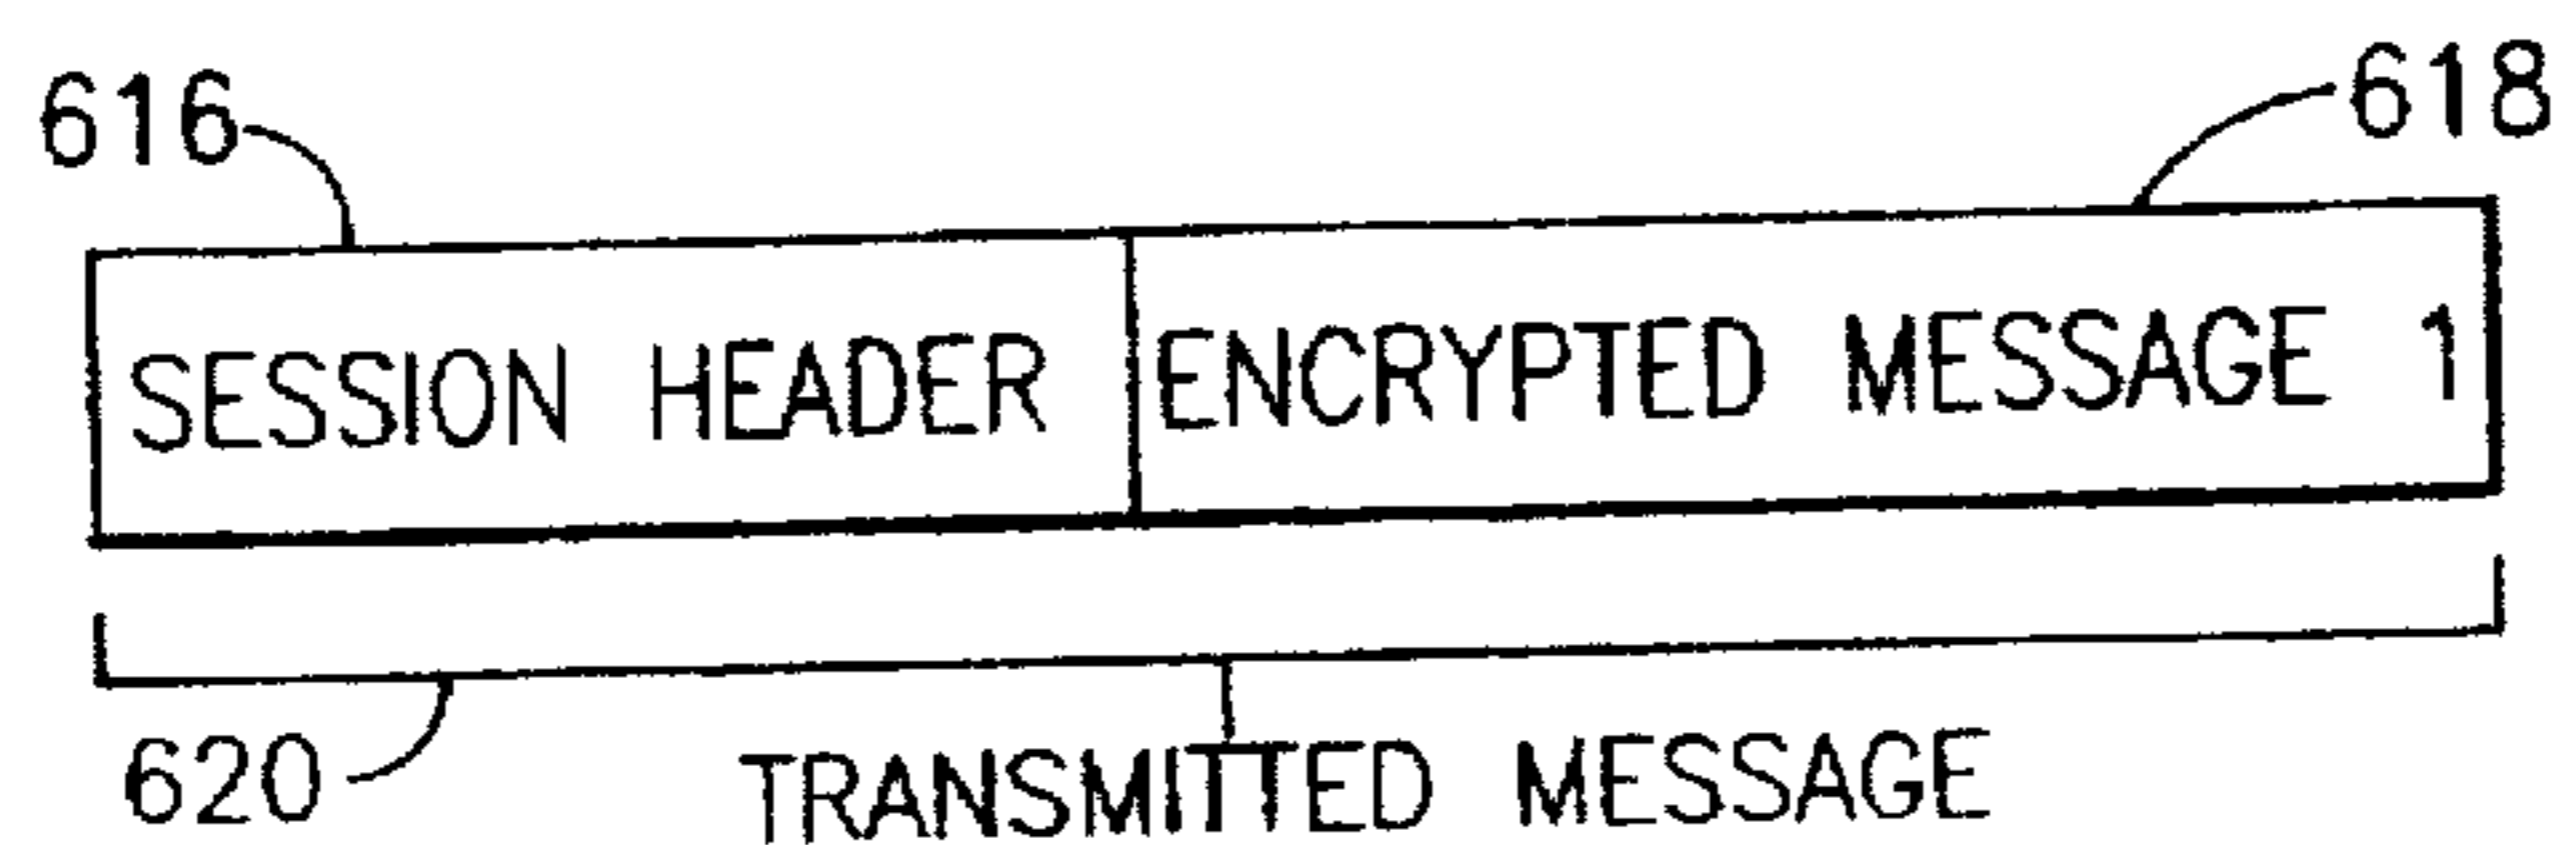 616 618
SESSION HEADER ENCRYPTED MESSAGE 1
620 TRANSMITTED MESSAGE